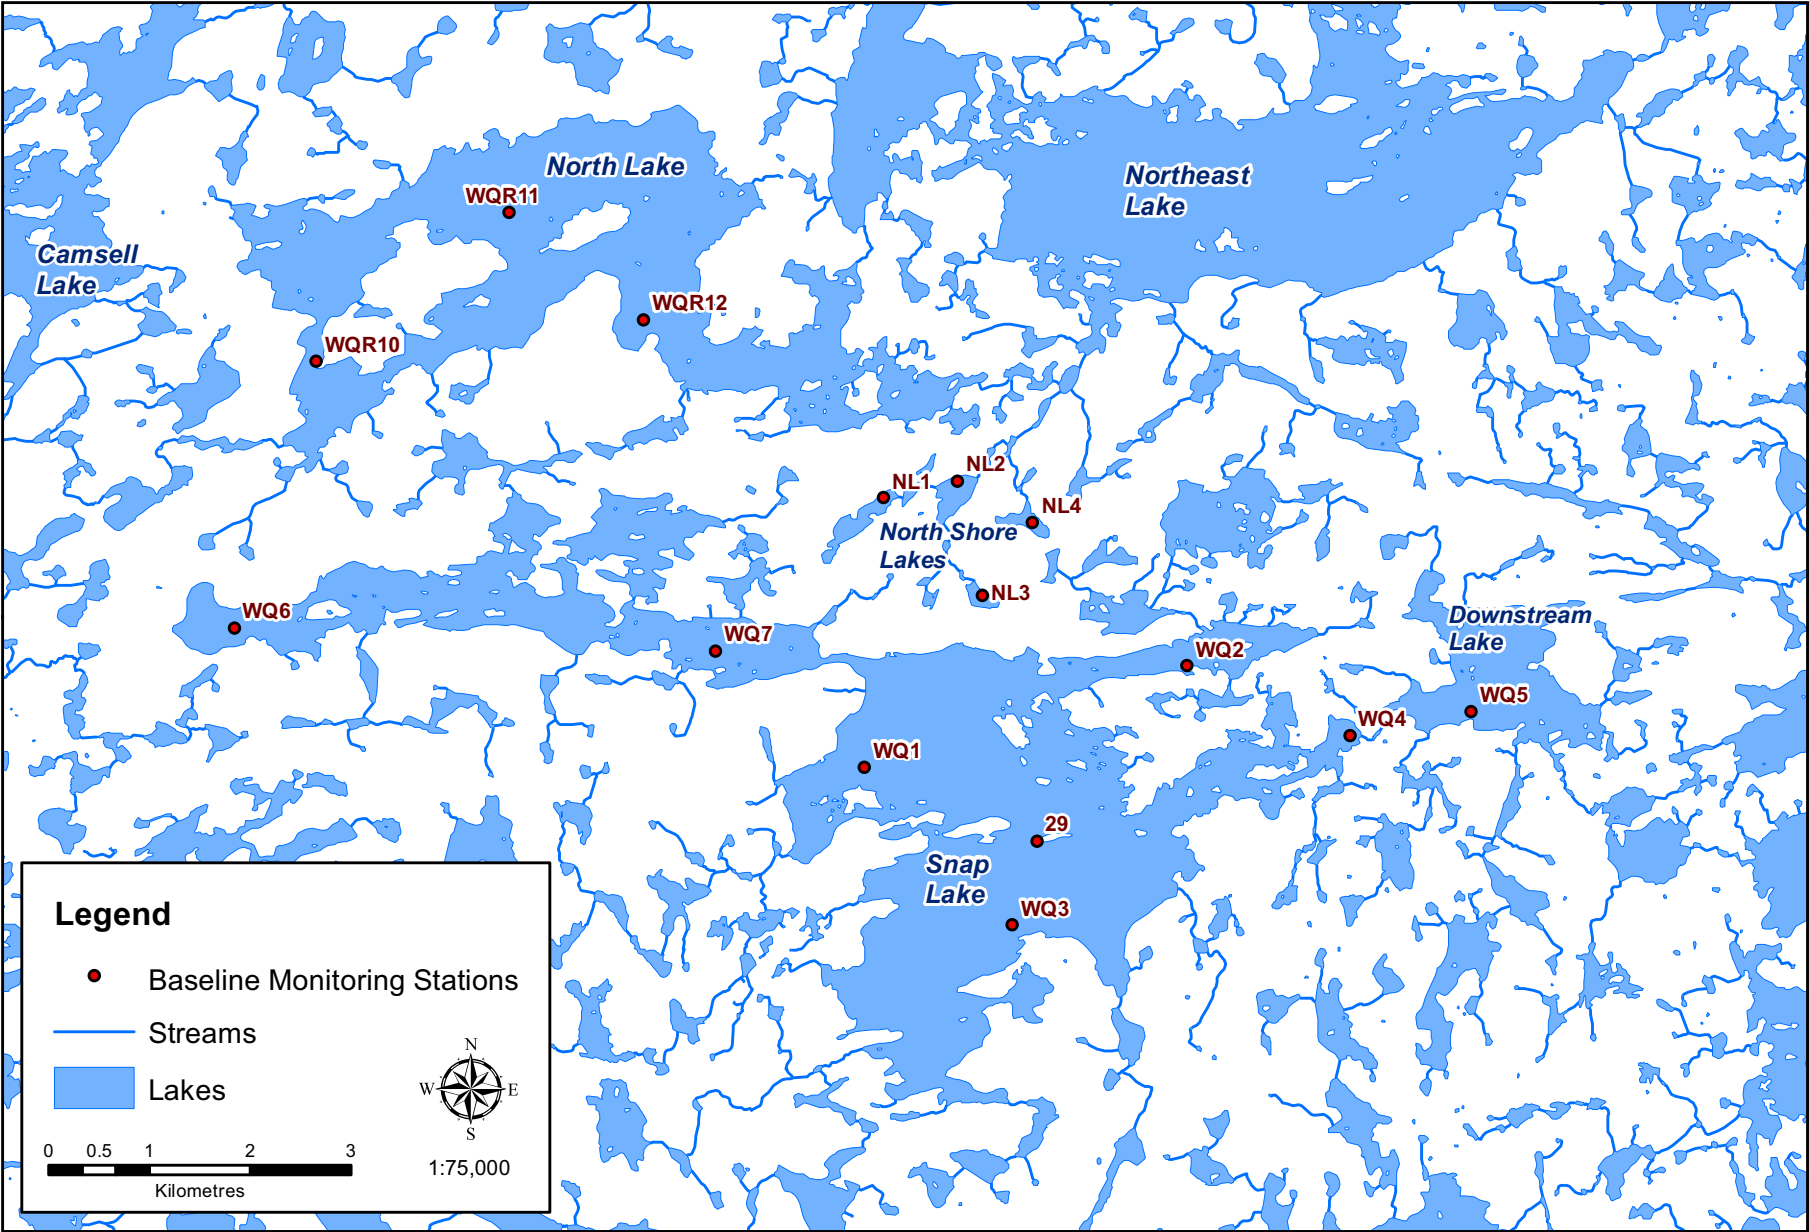 North Lake
WQR11
Northeast
Lake
Camsell
Lake
WQR12
WQR10
NL2
NL1
NL4
North Shore
Lakes
NL3
WQ6
WQ7
WQ2
Downstream
Lake
WQ5
WQ4
WQ1
29
Snap
Lake
WQ3
Legend
Baseline Monitoring Stations
Streams
Lakes
N
W E
S
0 0.5 1 2 3
Kilometres
1:75,000